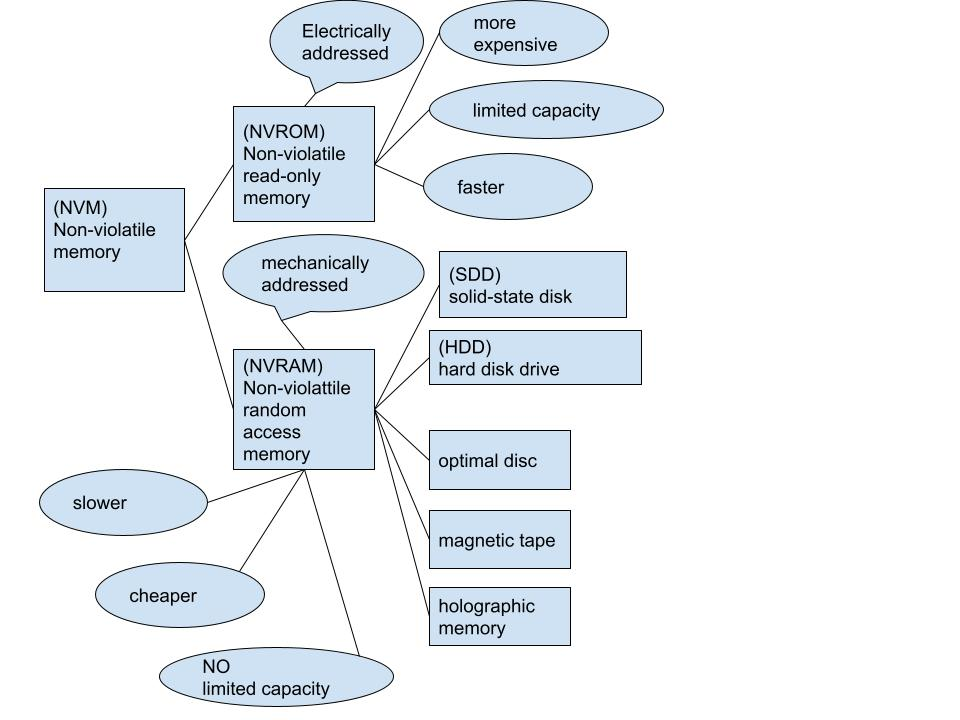 Electrically
addressed
more
expensive
limited capacity
(NVROM)
Non-violatile
read-only
memory
faster
(NVM)
Non-violatile
memory
mechanically
addressed
(SDD)
solid-state disk
(HDD)
hard disk drive
(NVRAM)
Non-violattile
random
access
memory
optimal disc
slower
magnetic tape
cheaper
holographic
memory
NO
limited capacity